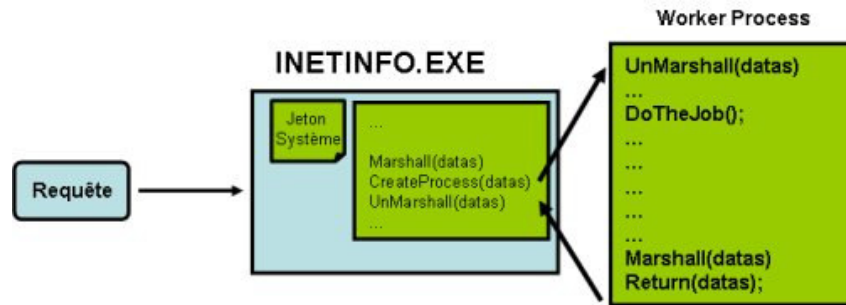 Worker Process
INETINFO.EXE
Requête
Jeton
Système
...
Marshall(datas)
CreateProcess(datas)
UnMarshall(datas)
...
UnMarshall(datas)
...
DoTheJob();
...
...
...
...
...
Marshall(datas)
Return(datas);